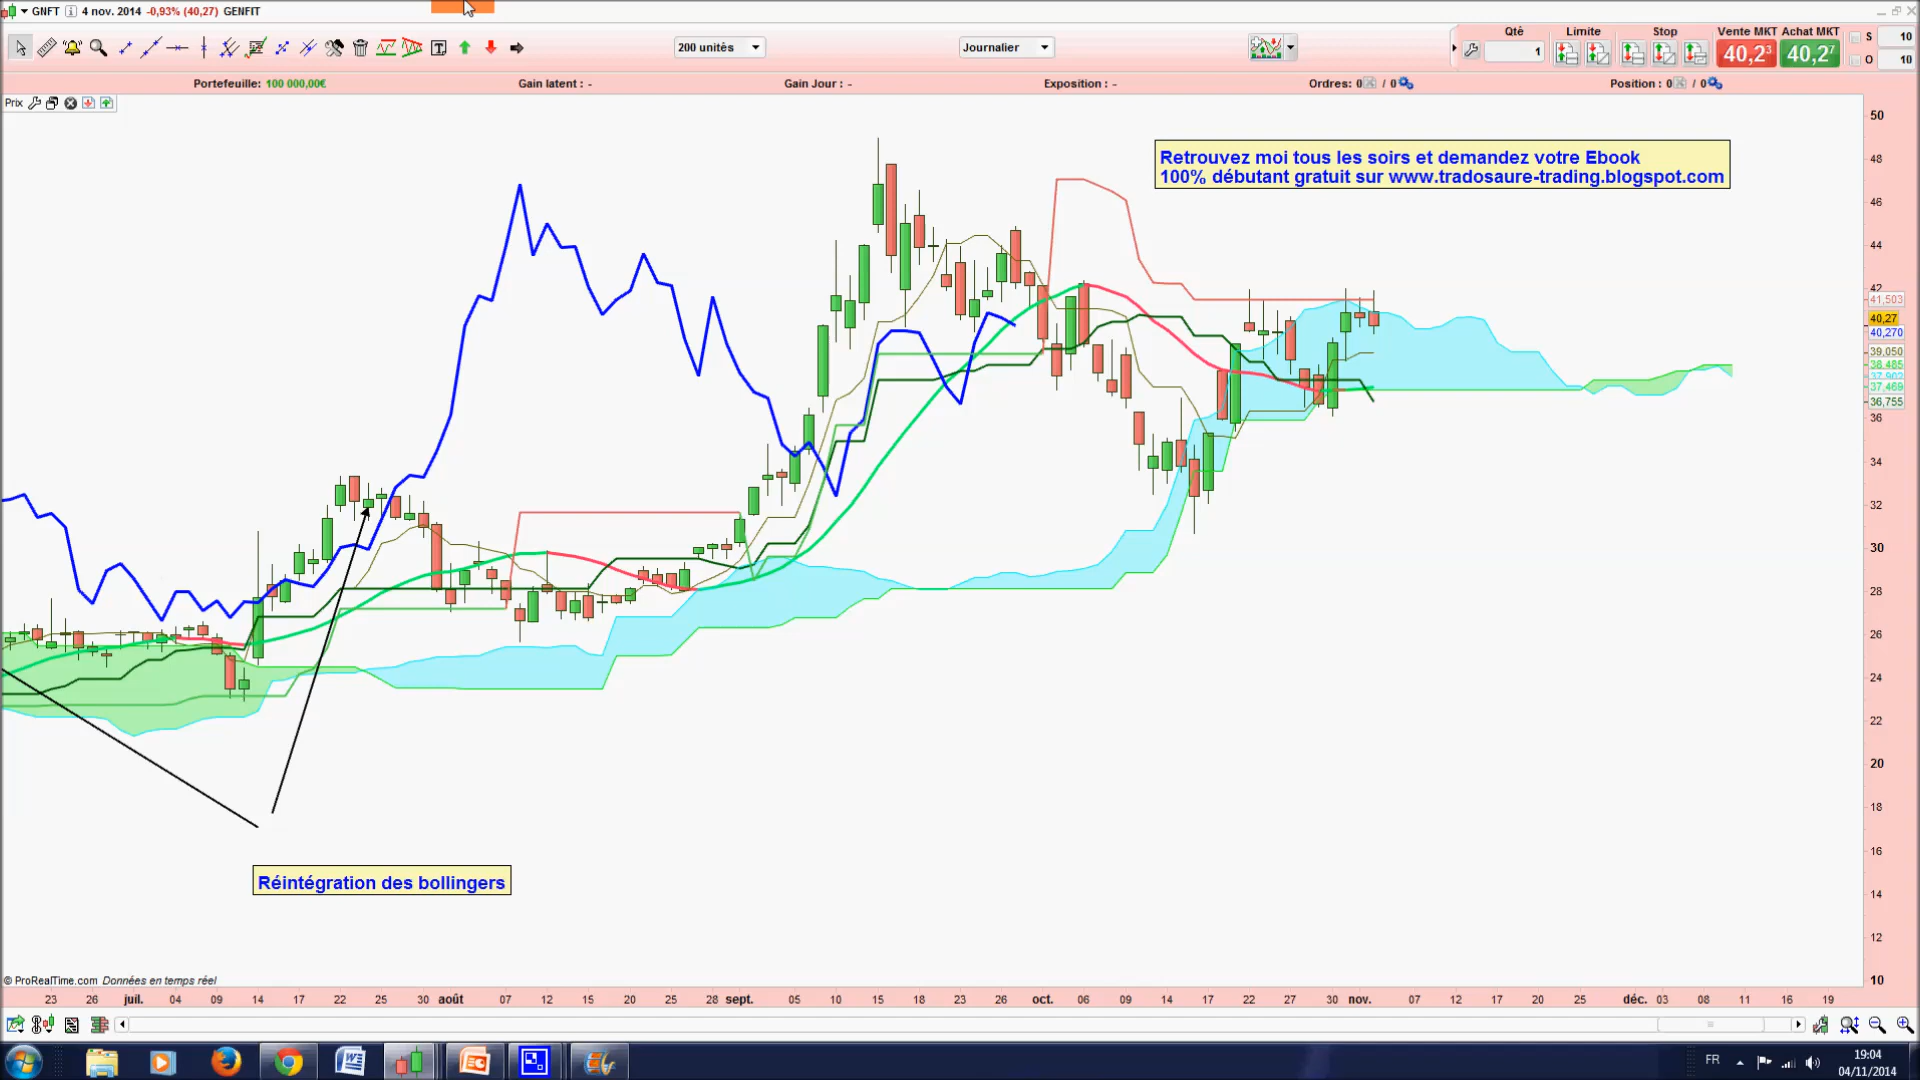 GNFT 4 nov. 2014 -0,93% (40,27) GENFIT
200 unités
Journalier
Qté
Limite
Stop
Vente MKT
Achat MKT
S
10
1
40,2³
40,2⁷
O
10
Portefeuille: 100 000,00€
Gain latent : -
Gain Jour : -
Exposition : -
Ordres: 0 / 0
Position : 0 / 0
Prix
Retrouvez moi tous les soirs et demandez votre Ebook
100% débutant gratuit sur www.tradosaure-trading.blogspot.com
50
48
46
44
42
41,503
40,27
40,270
39,050
38,485
37,902
37,469
36,755
36
34
32
30
28
26
24
22
20
18
16
14
12
10
Réintégration des bollingers
© ProRealTime.com Données en temps réel
23 26 juil. 04 09 14 17 22 25 30 août 07 12 15 20 25 28 sept. 05 10 15 18 23 26 oct. 06 09 14 17 22 27 30 nov. 07 12 17 20 25 déc. 03 08 11 16 19
FR
19:04
04/11/2014